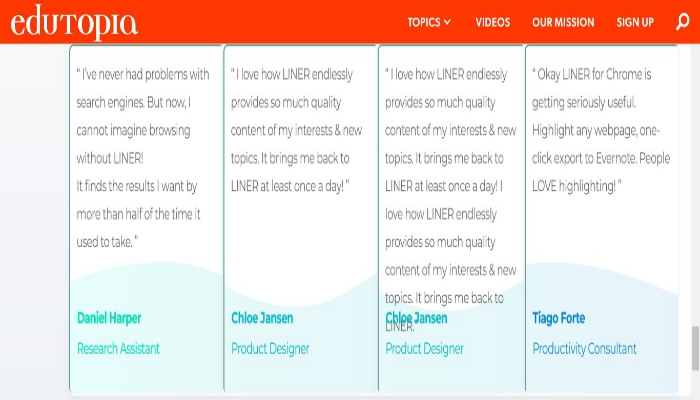 edutopia
TOPICS VIDEOS OUR MISSION SIGN UP
“ I've never had problems with
search engines. But now, I
cannot imagine browsing
without LINER!
It finds the results I want by
more than half of the time it
used to take. ”
Daniel Harper
Research Assistant
“ I love how LINER endlessly
provides so much quality
content of my interests & new
topics. It brings me back to
LINER at least once a day! ”
Chloe Jansen
Product Designer
“ I love how LINER endlessly
provides so much quality
content of my interests & new
topics. It brings me back to
LINER at least once a day! I
love how LINER endlessly
provides so much quality
content of my interests & new
topics. It brings me back to
LINER.”
Chloe Jansen
Product Designer
“ Okay LINER for Chrome is
getting seriously useful.
Highlight any webpage, one-
click export to Evernote. People
LOVE highlighting! ”
Tiago Forte
Productivity Consultant